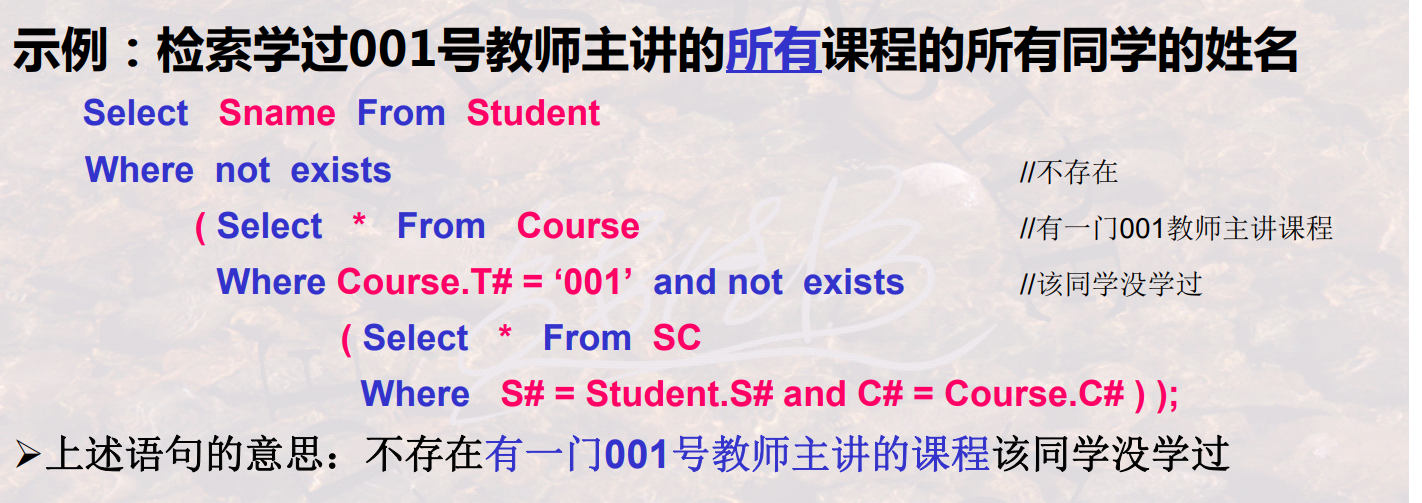 示例：检索学过001号教师主讲的所有课程的所有同学的姓名
Select Sname From Student
Where not exists //不存在
( Select * From Course //有一门001教师主讲课程
Where Course.T# = ‘001’ and not exists //该同学没学过
( Select * From SC
Where S# = Student.S# and C# = Course.C# ) );
➢上述语句的意思：不存在有一门001号教师主讲的课程该同学没学过